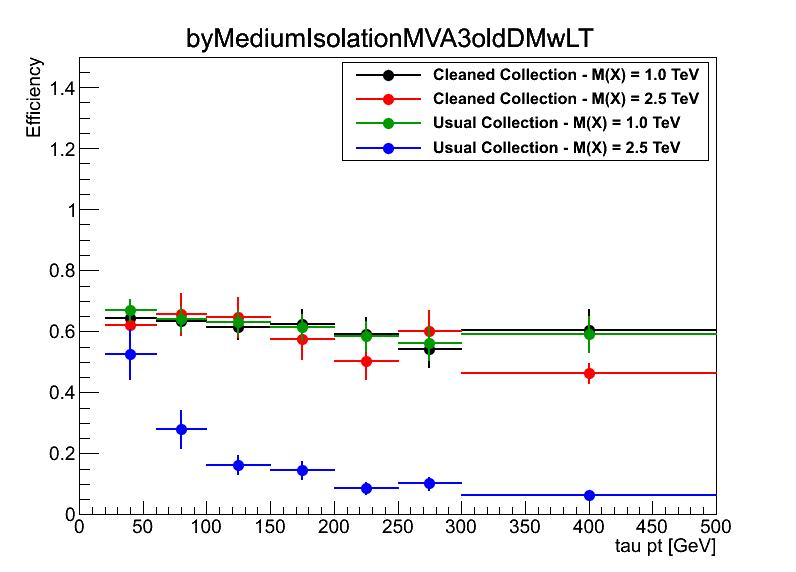 byMediumIsolationMVA3oldDMwLT
Efficiency
Cleaned Collection - M(X) = 1.0 TeV
Cleaned Collection - M(X) = 2.5 TeV
Usual Collection - M(X) = 1.0 TeV
Usual Collection - M(X) = 2.5 TeV
1.4
1.2
1
0.8
0.6
0.4
0.2
0
0 50 100 150 200 250 300 350 400 450 500
tau pt [GeV]